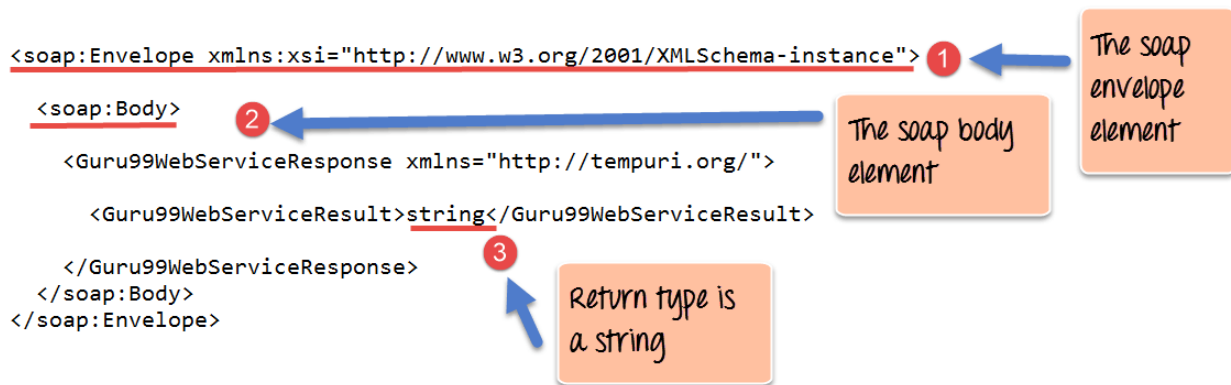 <soap:Envelope xmlns:xsi="http://www.w3.org/2001/XMLSchema-instance">
1
The soap
envelope
element
<soap:Body>
2
The soap body
element
<Guru99WebServiceResponse xmlns="http://tempuri.org/">
<Guru99WebServiceResult>string</Guru99WebServiceResult>
3
</Guru99WebServiceResponse>
</soap:Body>
</soap:Envelope>
Return type is
a string